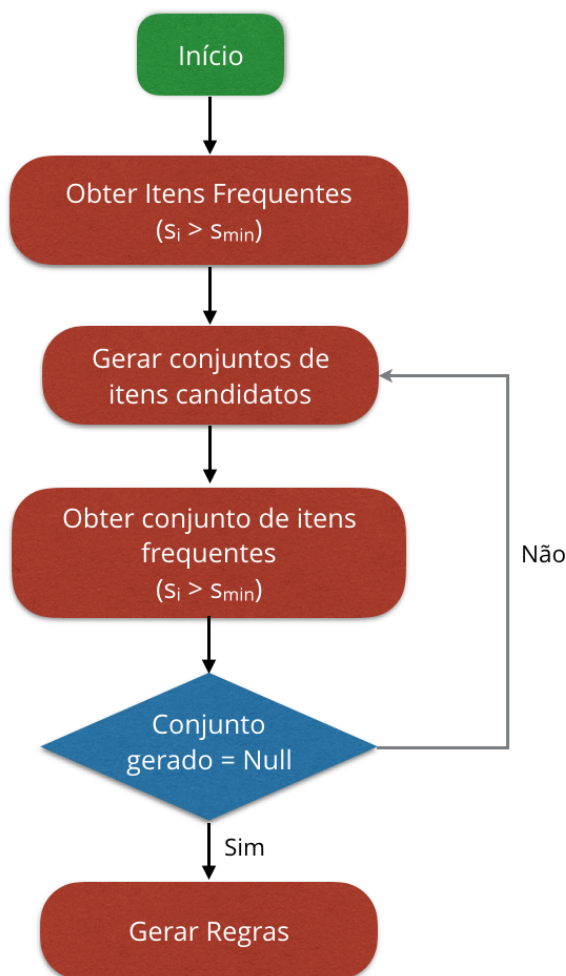 Início
Obter Itens Frequentes
(si > smin)
Gerar conjuntos de
itens candidatos
Obter conjunto de itens
frequentes
(si > smin)
Não
Conjunto
gerado = Null
Sim
Gerar Regras